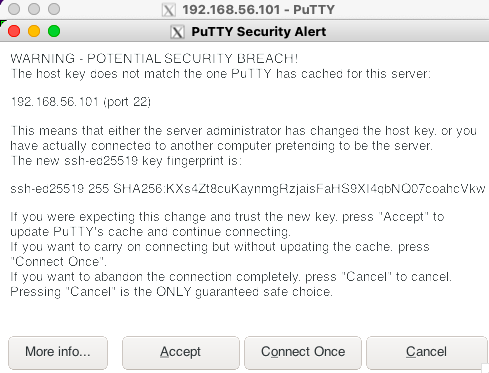 192.168.56.101 - PuTTY
PuTTY Security Alert
WARNING - POTENTIAL SECURITY BREACH!
The host key does not match the one PuTTY has cached for this server:
192.168.56.101 (port 22)
This means that either the server administrator has changed the host key, or you
have actually connected to another computer pretending to be the server.
The new ssh-ed25519 key fingerprint is:
ssh-ed25519 255 SHA256:KXs4Zt8cuKaynmgRzjaisFaHS9XI4qbNQ07coahcVkw
If you were expecting this change and trust the new key, press "Accept" to
update PuTTY's cache and continue connecting.
If you want to carry on connecting but without updating the cache, press
"Connect Once".
If you want to abandon the connection completely, press "Cancel" to cancel.
Pressing "Cancel" is the ONLY guaranteed safe choice.
More info... Accept Connect Once Cancel